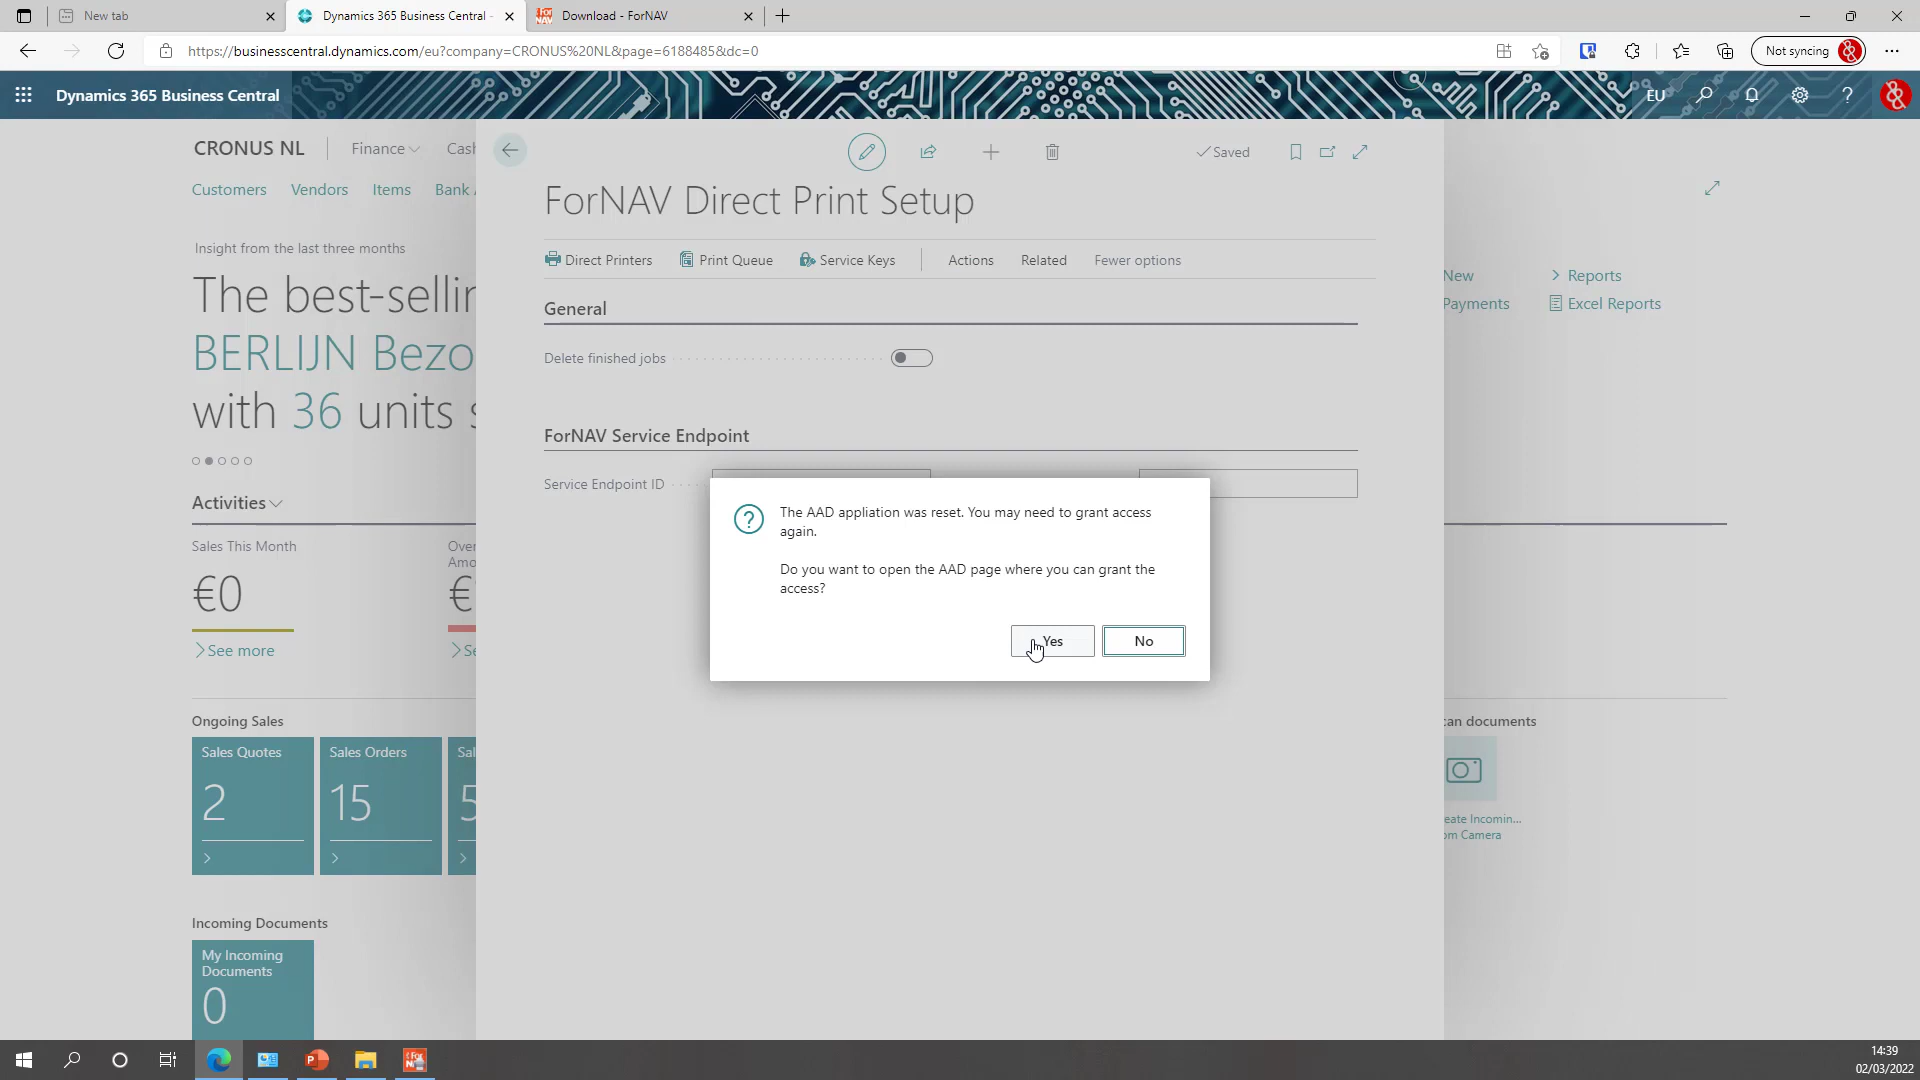 New tab
Dynamics 365 Business Central -
Download - ForNAV
https://businesscentral.dynamics.com/eu?company=CRONUS%20NL&page=6188485&dc=0
Not syncing
Dynamics 365 Business Central
EU
CRONUS NL
Finance
Customers
Vendors
Items
Bank
Insight from the last three months
BERLIJN
with 36 units
Activities
Sales This Month
€0
See more
Ongoing Sales
Sales Quotes
2
Sales Orders
15
Incoming Documents
My Incoming
Documents
0
Saved
ForNAV Direct Print Setup
Direct Printers
Print Queue
Service Keys
Actions
Related
Fewer options
General
Delete finished jobs
ForNAV Service Endpoint
Service Endpoint ID
The AAD appliation was reset. You may need to grant access
again.
Do you want to open the AAD page where you can grant the
access?
Yes
No
New
Payments
Reports
Excel Reports
documents
Camera
14:39
02/03/2022